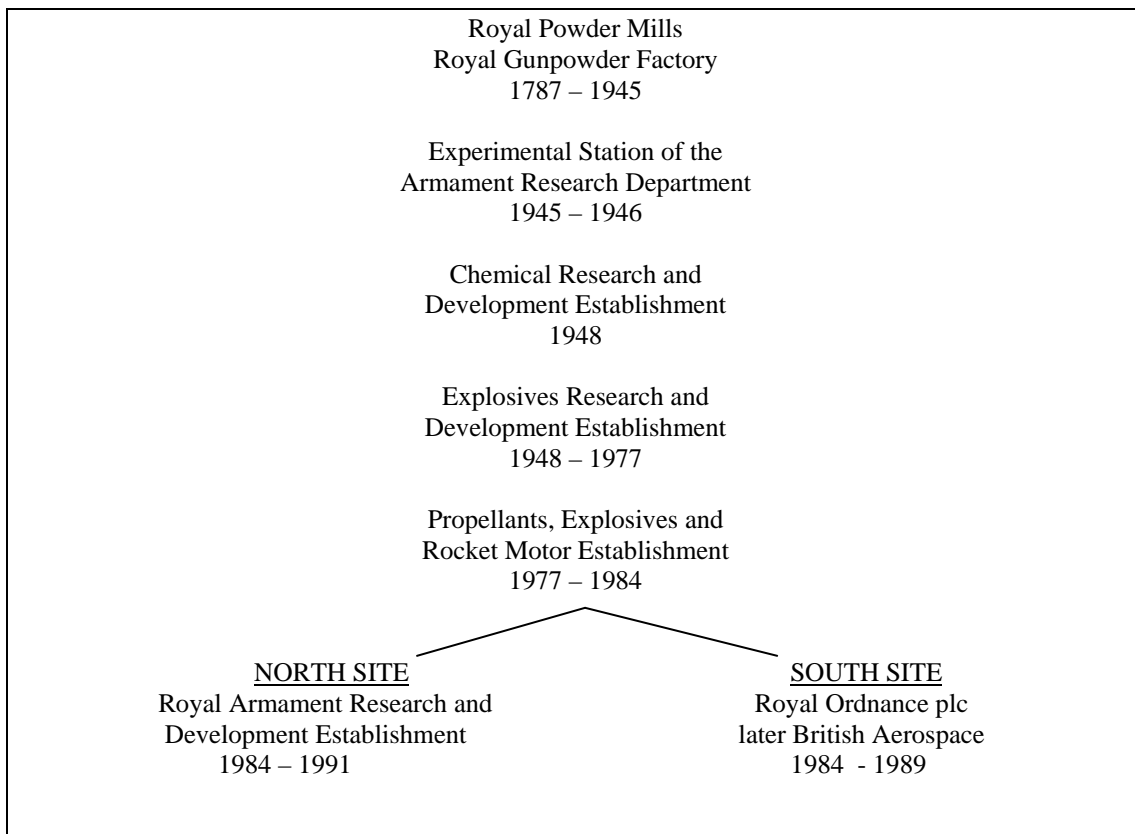 Royal Powder Mills
Royal Gunpowder Factory
1787 – 1945
Experimental Station of the
Armament Research Department
1945 – 1946
Chemical Research and
Development Establishment
1948
Explosives Research and
Development Establishment
1948 – 1977
Propellants, Explosives and
Rocket Motor Establishment
1977 – 1984
NORTH SITE
Royal Armament Research and
Development Establishment
1984 – 1991
SOUTH SITE
Royal Ordnance plc
later British Aerospace
1984 - 1989